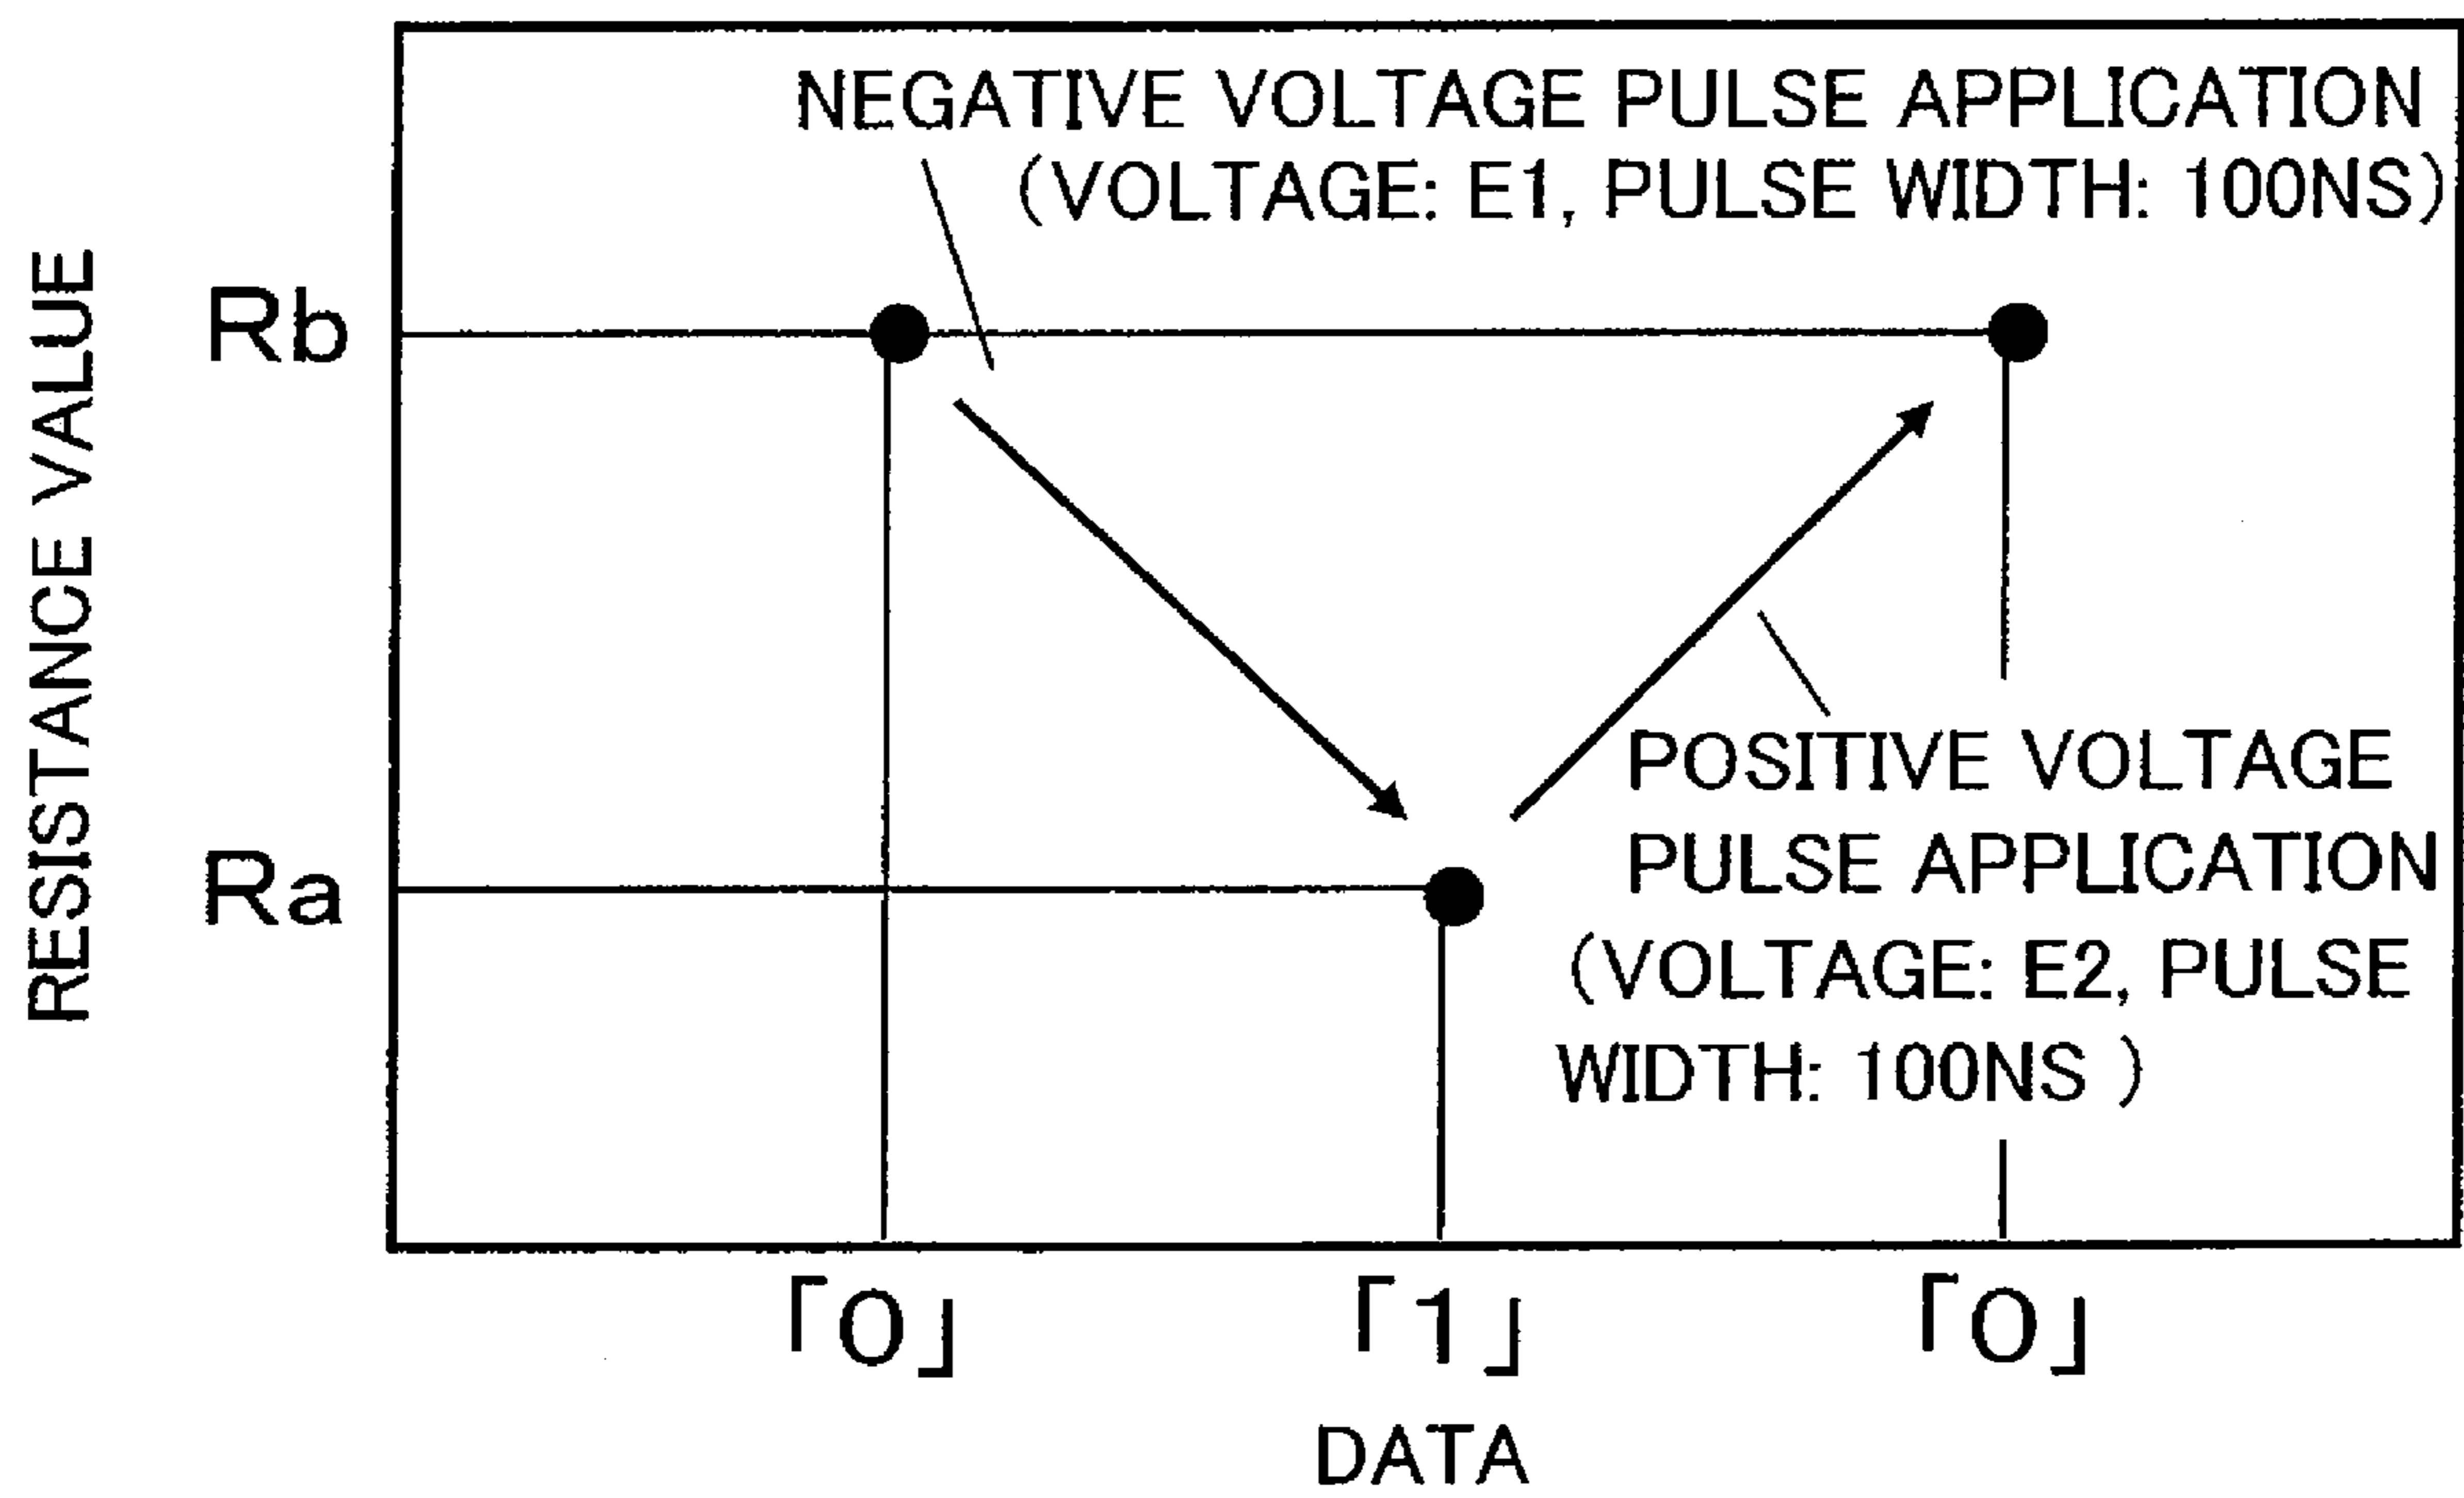 NEGATIVE VOLTAGE PULSE APPLICATION
(VOLTAGE: E1, PULSE WIDTH: 100NS)
RESISTANCE VALUE
Rb
Ra
POSITIVE VOLTAGE
PULSE APPLICATION
(VOLTAGE: E2, PULSE
WIDTH: 100NS )
「0」 「1」 「0」
DATA